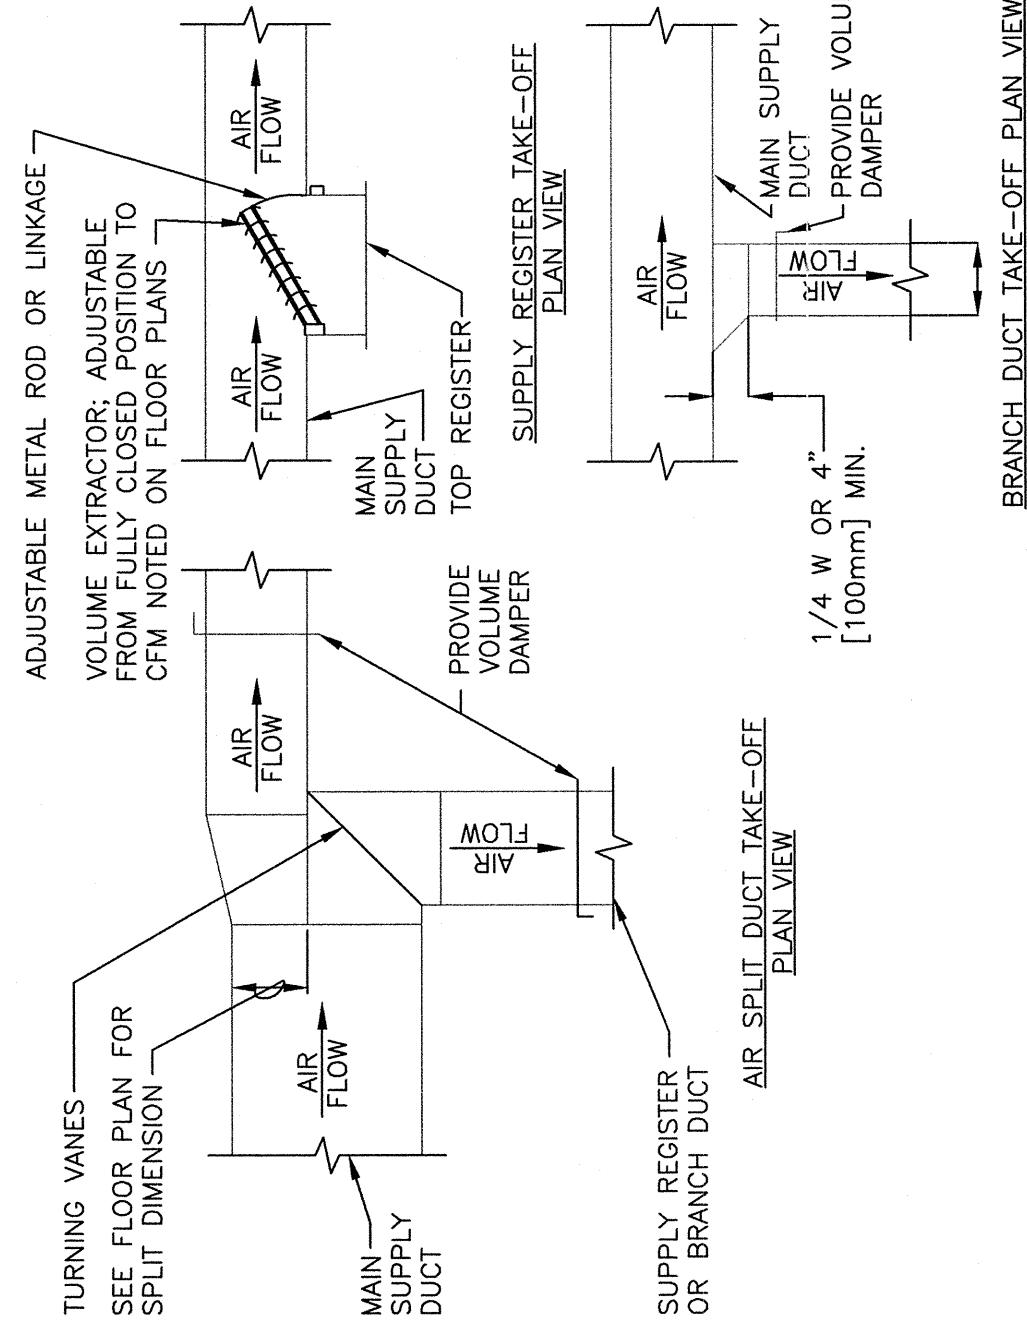 ADJUSTABLE METAL ROD OR LINKAGE
VOLUME EXTRACTOR; ADJUSTABLE
FROM FULLY CLOSED POSITION TO
CFM NOTED ON FLOOR PLANS
AIR
FLOW
AIR
FLOW
MAIN
SUPPLY
DUCT
TOP REGISTER
SUPPLY REGISTER TAKE-OFF
PLAN VIEW
TURNING VANES
SEE FLOOR PLAN FOR
SPLIT DIMENSION
AIR
FLOW
AIR
FLOW
AIR
FLOW
MAIN
SUPPLY
DUCT
PROVIDE
VOLUME
DAMPER
SUPPLY REGISTER
OR BRANCH DUCT
AIR SPLIT DUCT TAKE-OFF
PLAN VIEW
AIR
FLOW
AIR
FLOW
MAIN SUPPLY
DUCT
PROVIDE VOLU
DAMPER
1/4 W OR 4"
[100mm] MIN.
BRANCH DUCT TAKE-OFF PLAN VIEW